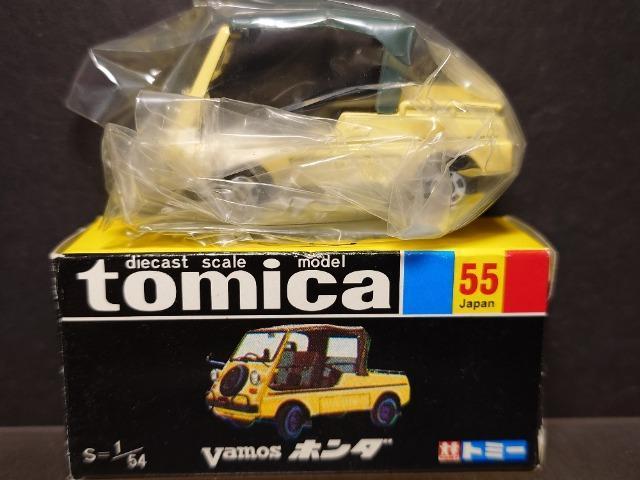 diecast scale model
tomica
55
Japan
Vamos ホンダ
S=1/54
トミー